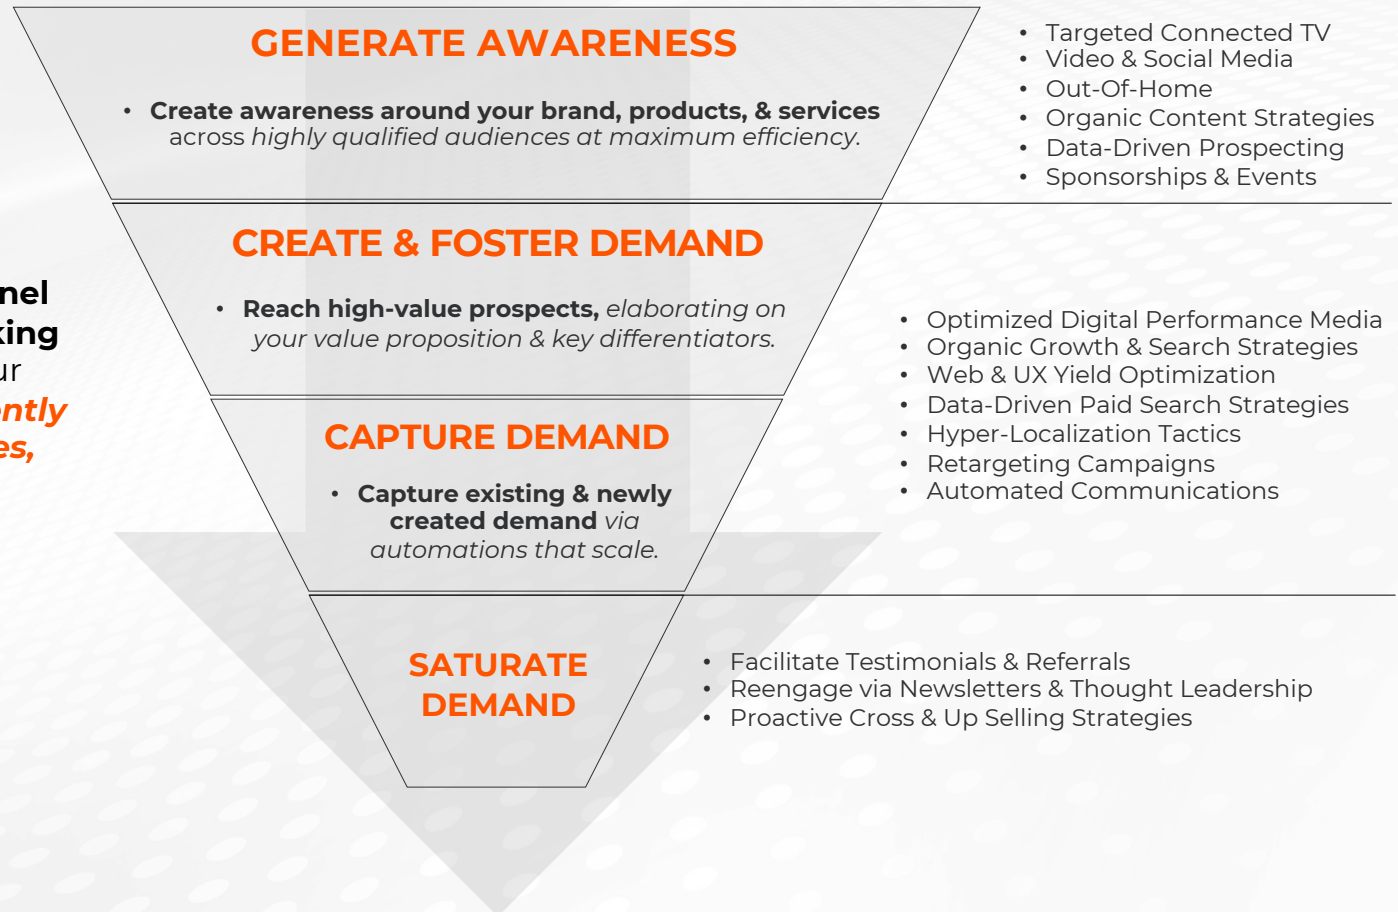 GENERATE AWARENESS
• Create awareness around your brand, products, & services
across highly qualified audiences at maximum efficiency.
• Targeted Connected TV
• Video & Social Media
• Out-Of-Home
• Organic Content Strategies
• Data-Driven Prospecting
• Sponsorships & Events
CREATE & FOSTER DEMAND
• Reach high-value prospects, elaborating on
your value proposition & key differentiators.
CAPTURE DEMAND
• Capture existing & newly
created demand via
automations that scale.
• Optimized Digital Performance Media
• Organic Growth & Search Strategies
• Web & UX Yield Optimization
• Data-Driven Paid Search Strategies
• Hyper-Localization Tactics
• Retargeting Campaigns
• Automated Communications
SATURATE
DEMAND
• Facilitate Testimonials & Referrals
• Reengage via Newsletters & Thought Leadership
• Proactive Cross & Up Selling Strategies